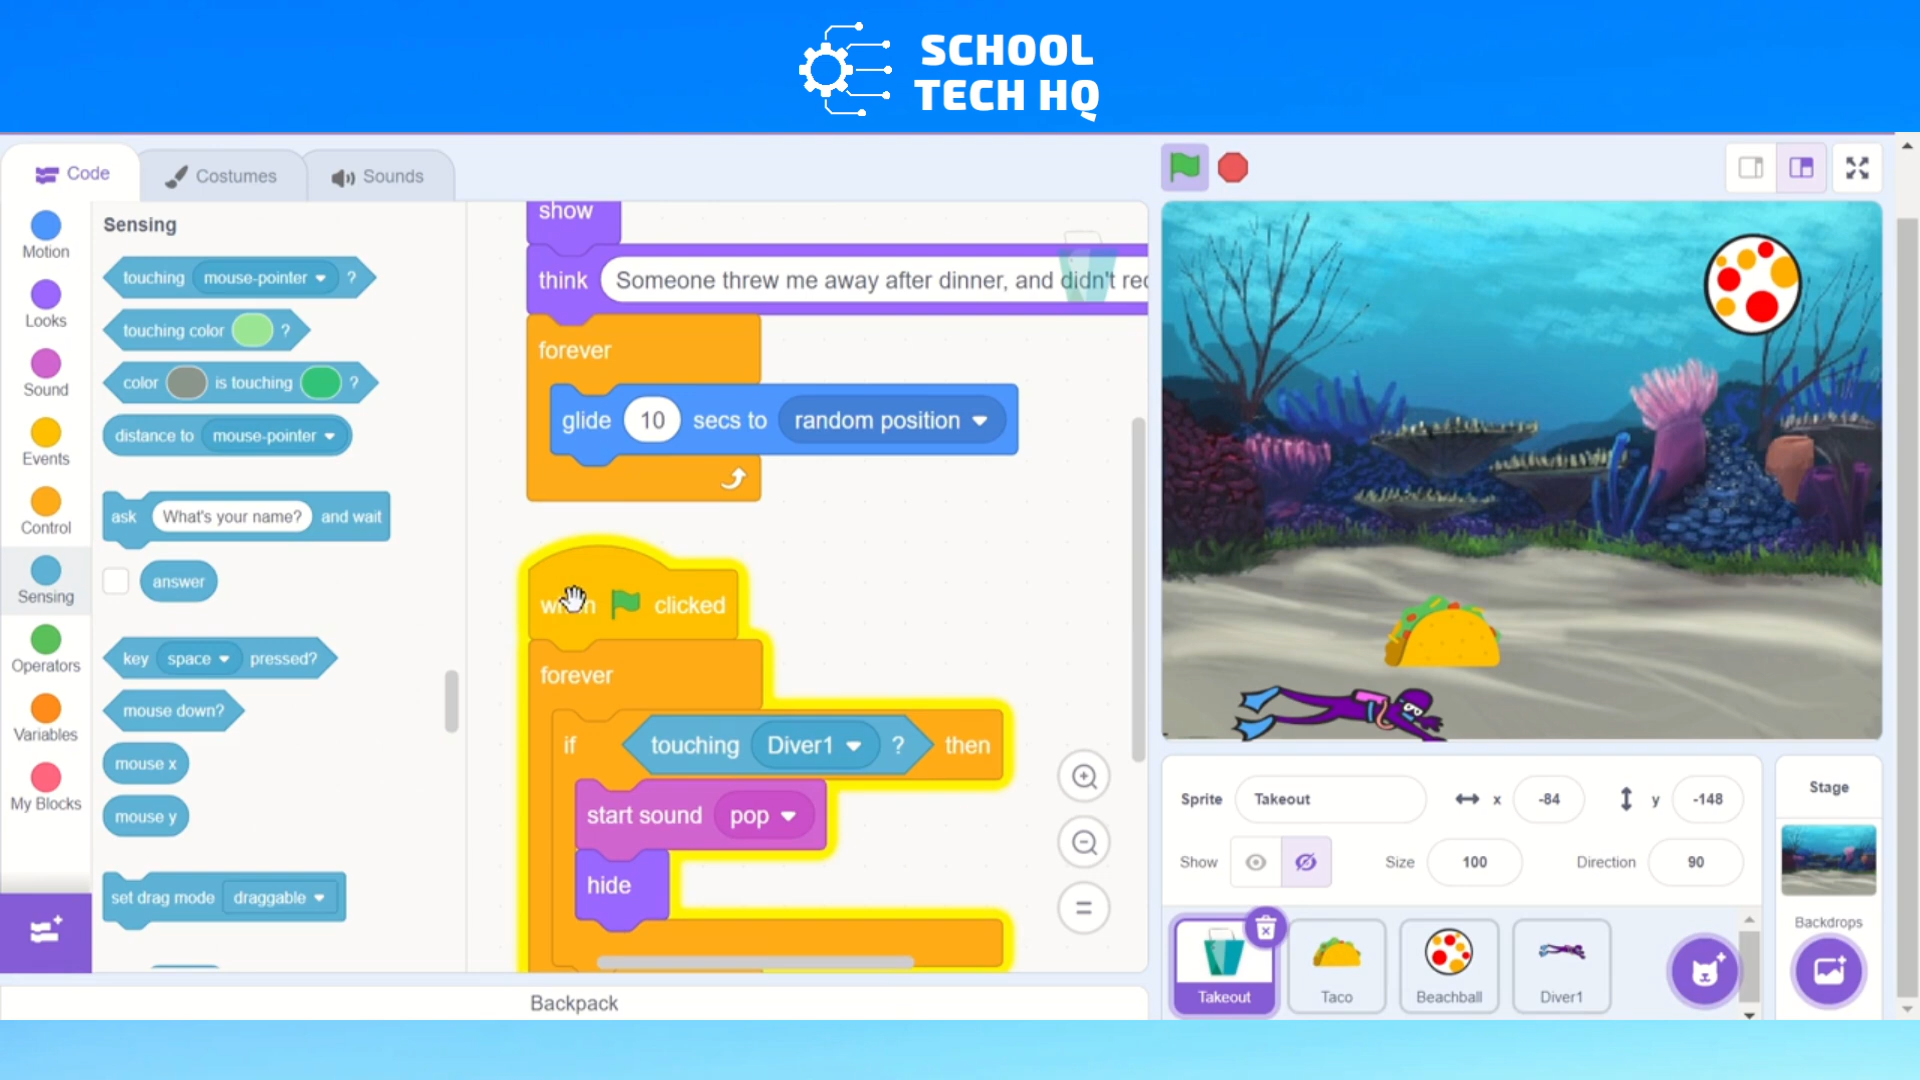 SCHOOL
TECH HQ
Code
Costumes
Sounds
Motion
Looks
Sound
Events
Control
Sensing
Operators
Variables
My Blocks
Sensing
touching mouse-pointer ?
touching color ?
color is touching ?
distance to mouse-pointer
ask What's your name? and wait
answer
key space pressed?
mouse down?
mouse x
mouse y
set drag mode draggable
show
think Someone threw me away after dinner, and didn't rec
forever
glide 10 secs to random position
clicked
forever
if touching Diver1 ? then
start sound pop
hide
Backpack
Sprite Takeout x -84 y -148
Show Size 100 Direction 90
Takeout
Taco
Beachball
Diver1
Stage
Backdrops